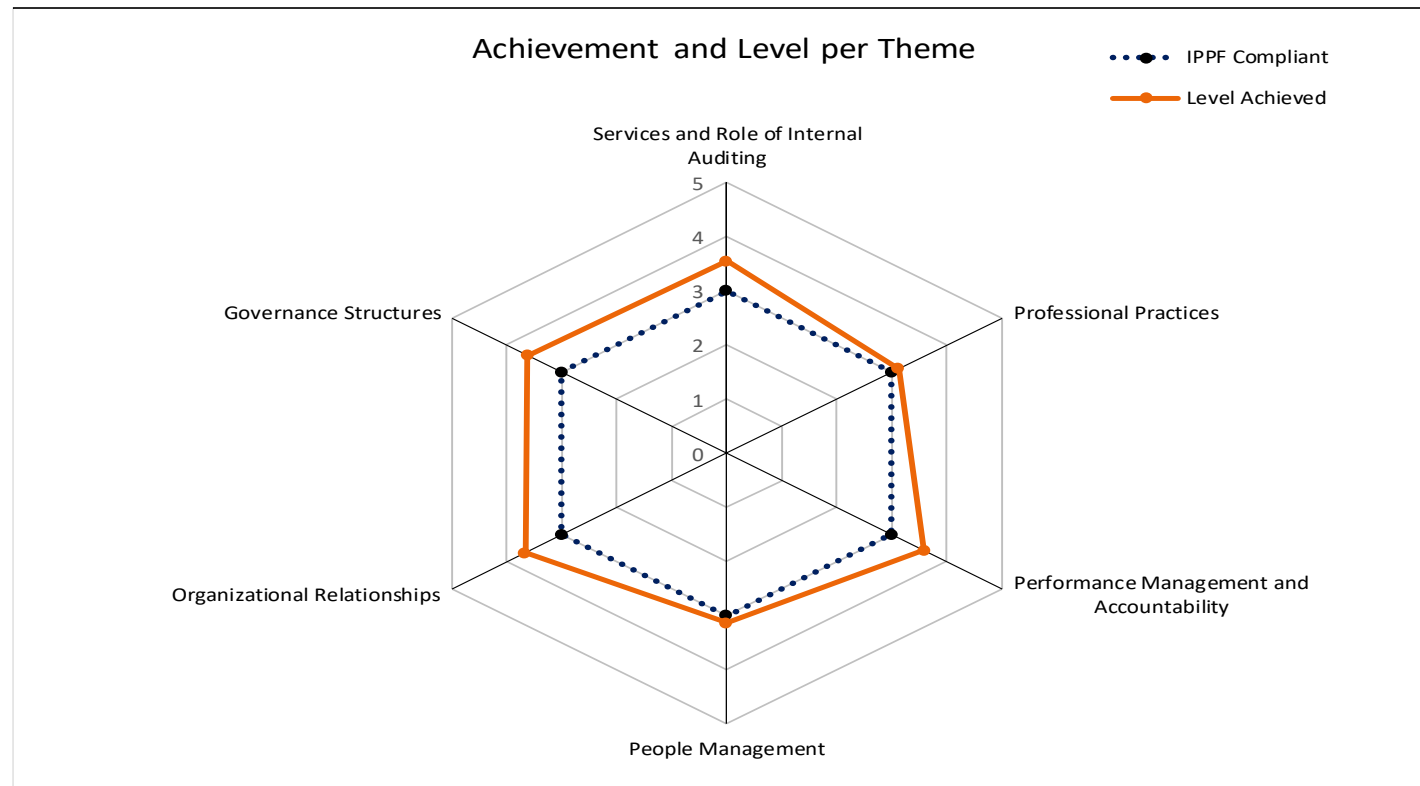 Achievement and Level per Theme
IPPF Compliant
Level Achieved
Services and Role of Internal
Auditing
5
4
3
2
1
0
Governance Structures
Professional Practices
Organizational Relationships
Performance Management and
Accountability
People Management